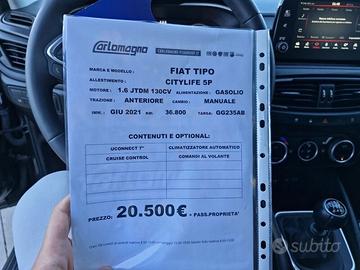 Carlomagno
MARCA E MODELLO: FIAT TIPO
ALLESTIMENTO: CITYLIFE 5P
MOTORE: 1.6 JTDM 130CV ALIMENTAZIONE: GASOLIO
TRAZIONE: ANTERIORE CAMBIO: MANUALE
IMM.: GIU 2021 KM: 36.800 TARGA: GG235AB
CONTENUTI E OPTIONAL:
UCONNECT 7" CLIMATIZZATORE AUTOMATICO
CRUISE CONTROL COMANDI AL VOLANTE
PREZZO: 20.500€ + PASS.PROPRIETA'
subito